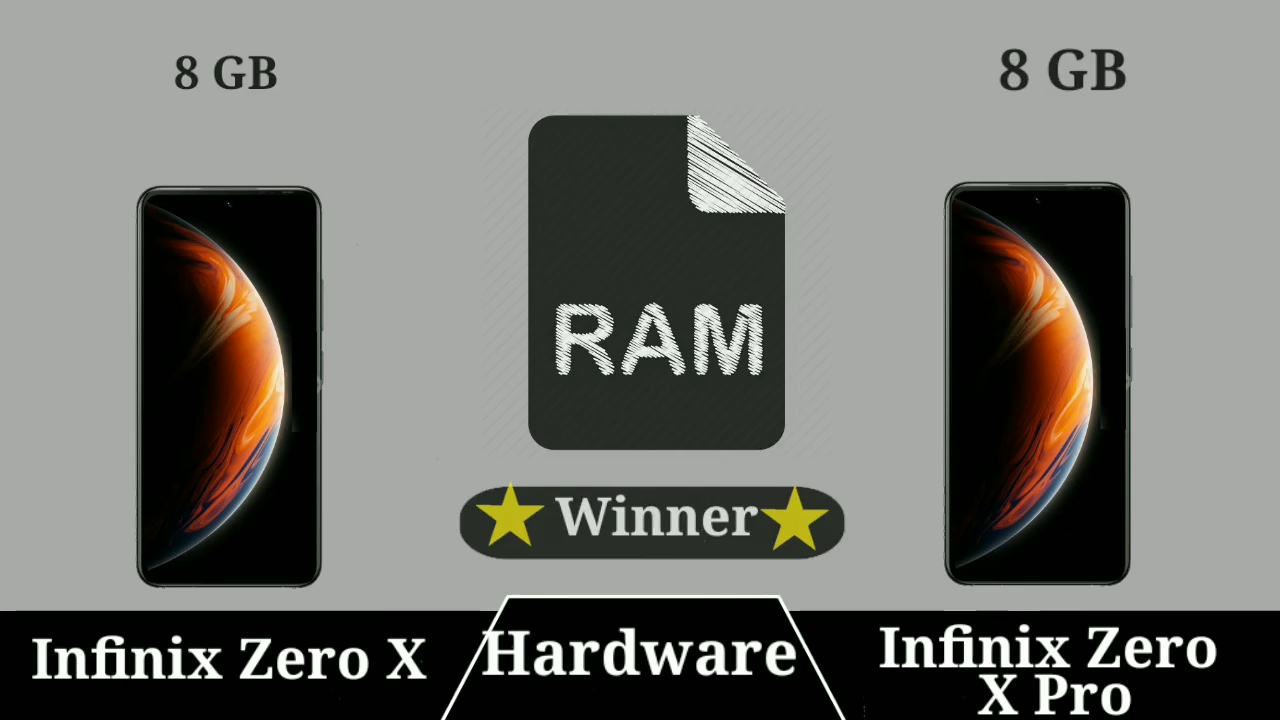 8 GB
8 GB
RAM
Winner
Infinix Zero X
Hardware
Infinix Zero
X Pro